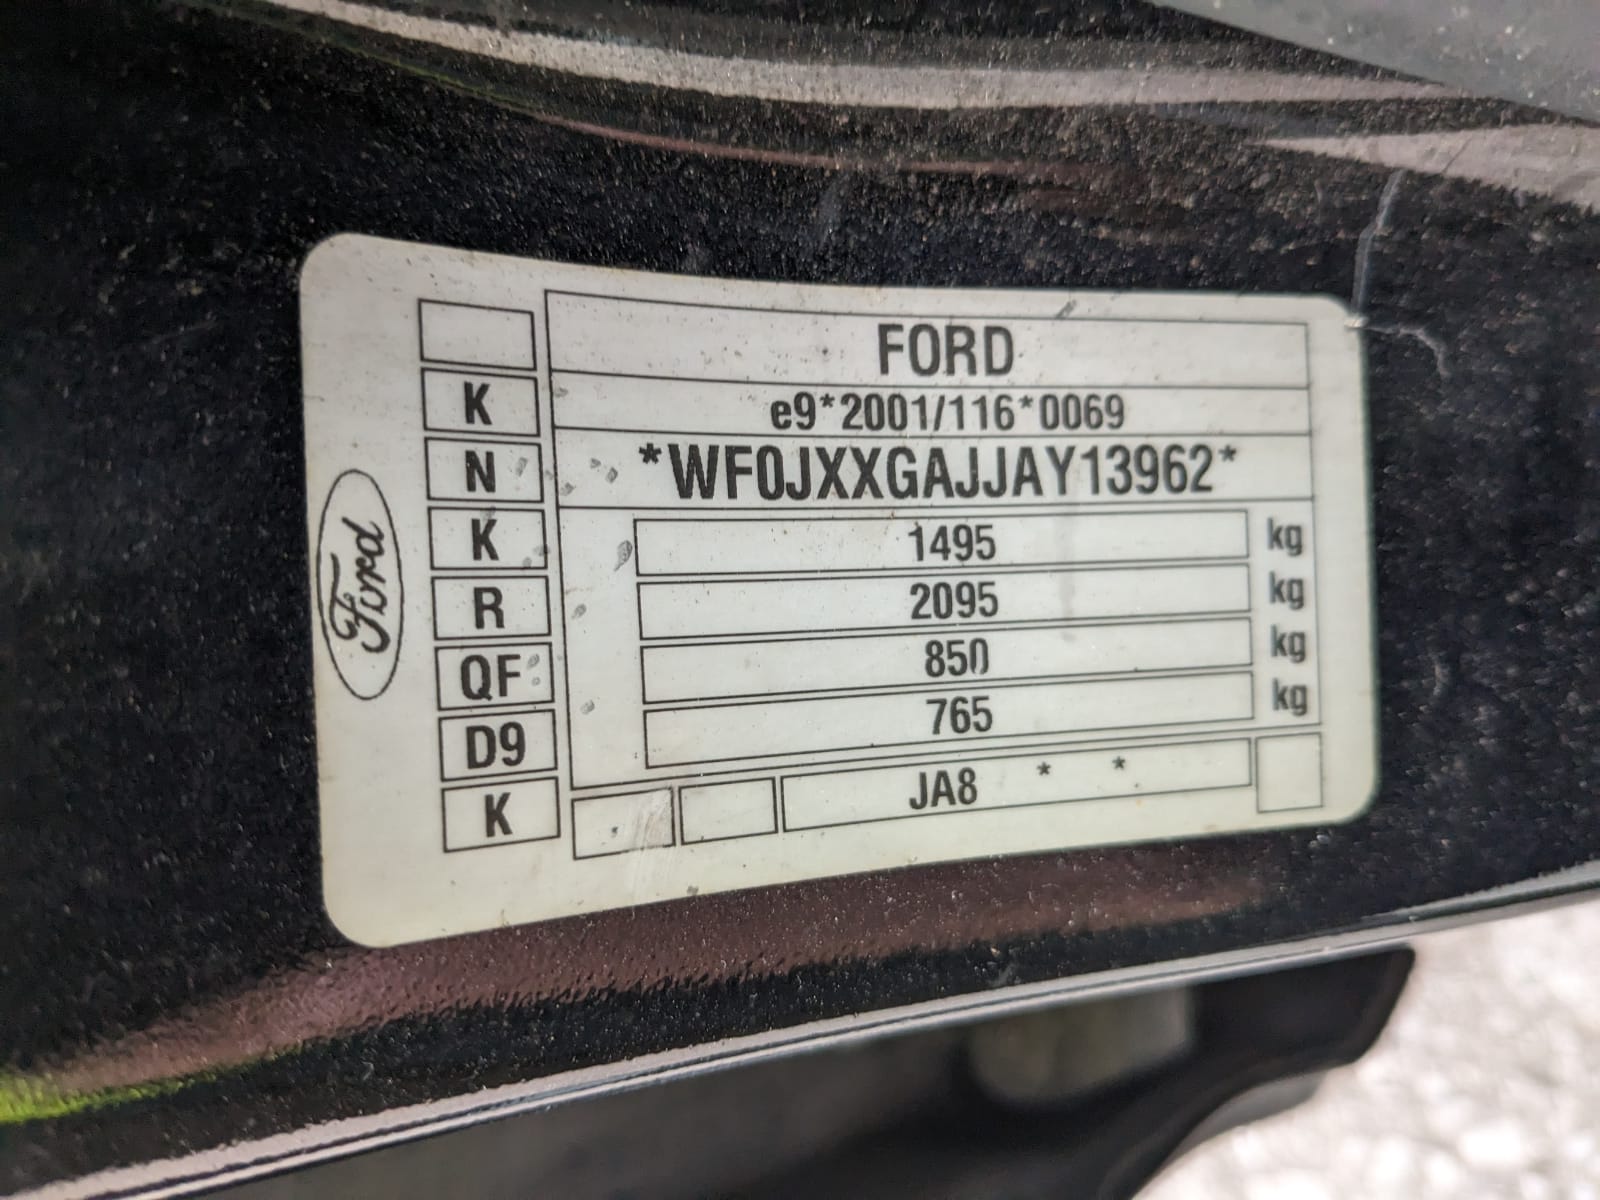 FORD
K e9*2001/116*0069
N *WF0JXXGAJJAY13962*
K 1495 kg
R 2095 kg
QF 850 kg
D9 765 kg
K JA8 * *
Ford